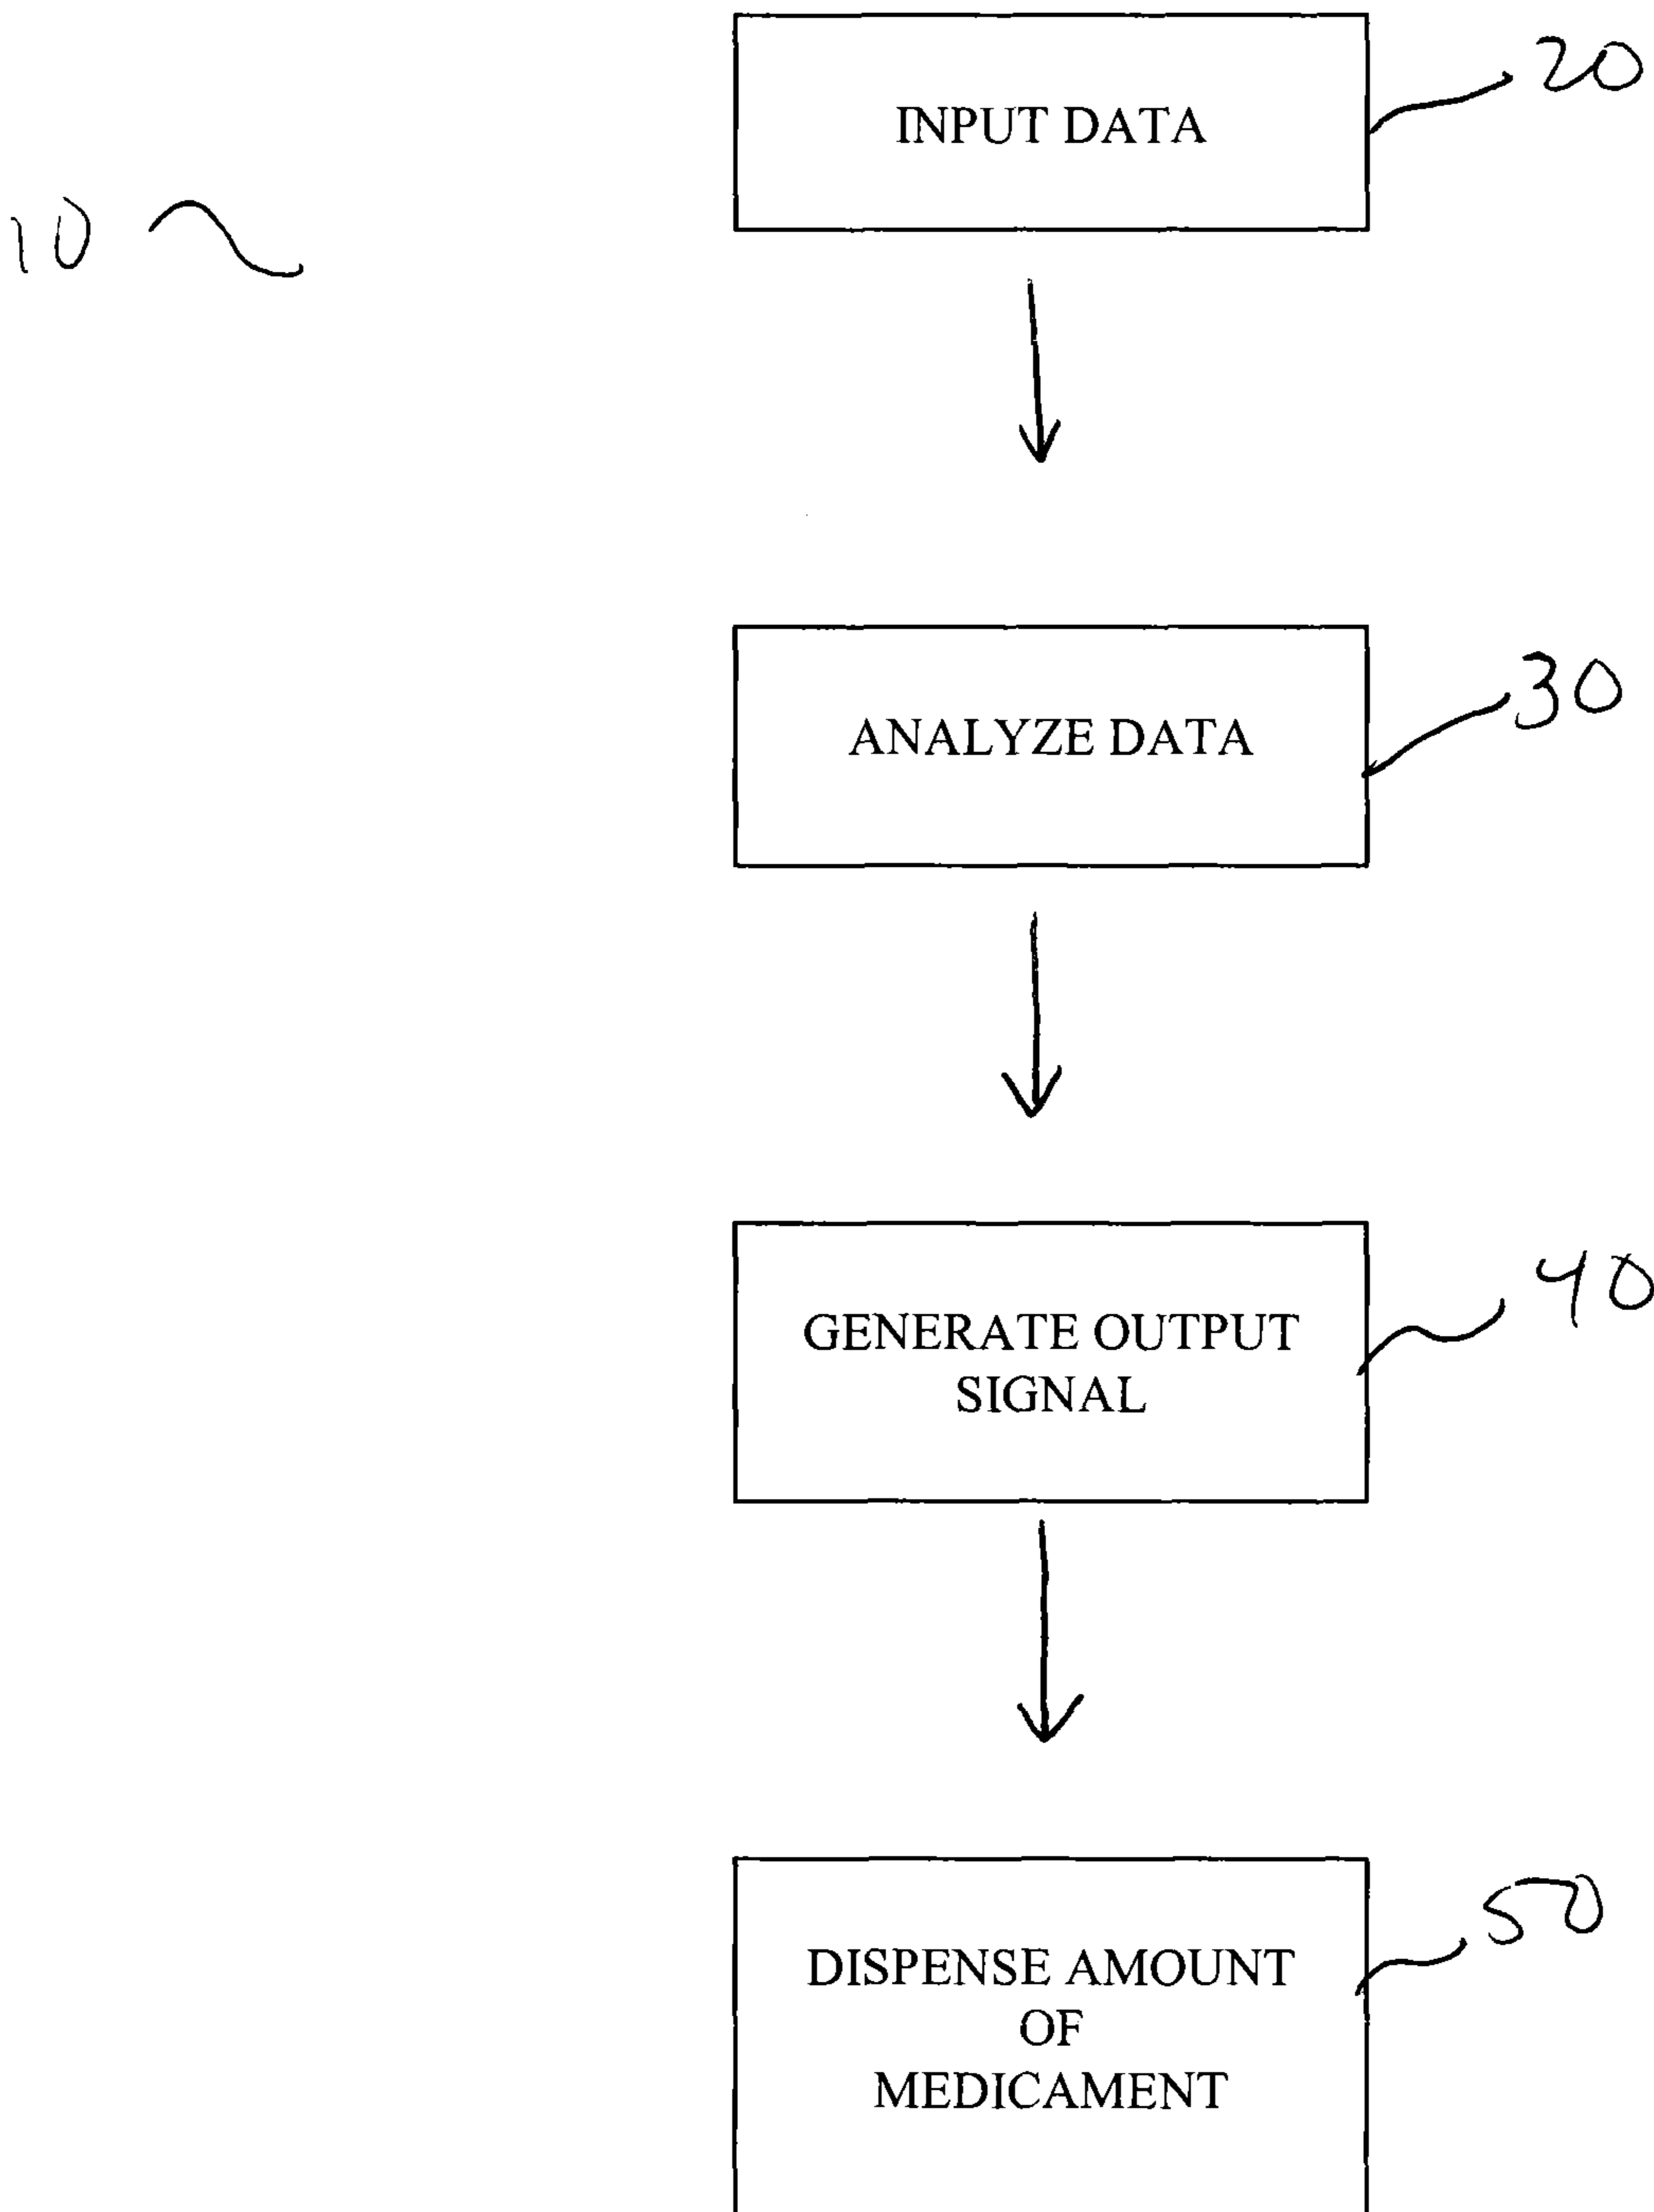 20
INPUT DATA
10
30
ANALYZE DATA
40
GENERATE OUTPUT
SIGNAL
50
DISPENSE AMOUNT
OF
MEDICAMENT